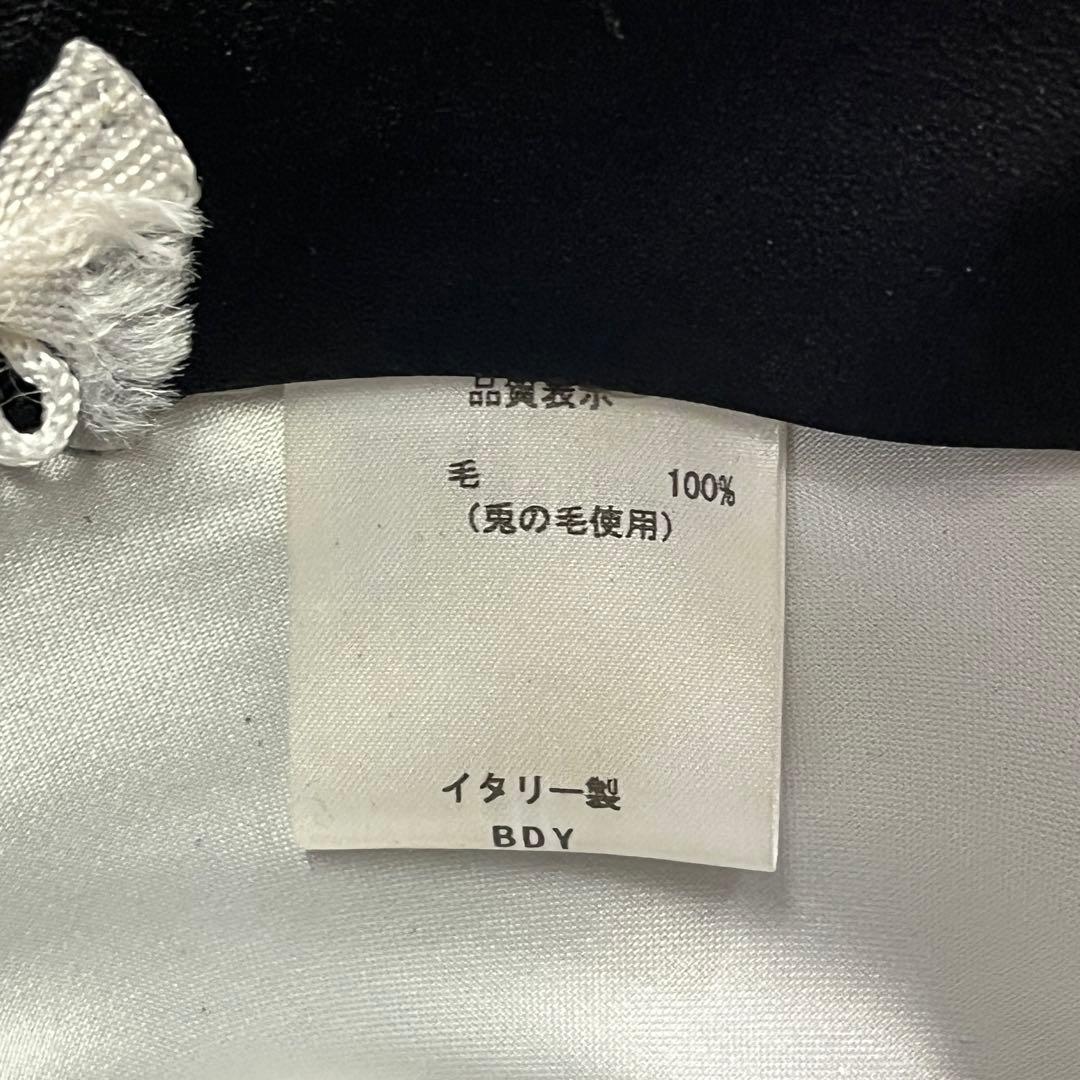 品質表示
毛 100%
(兎の毛使用)
イタリー製
BDY